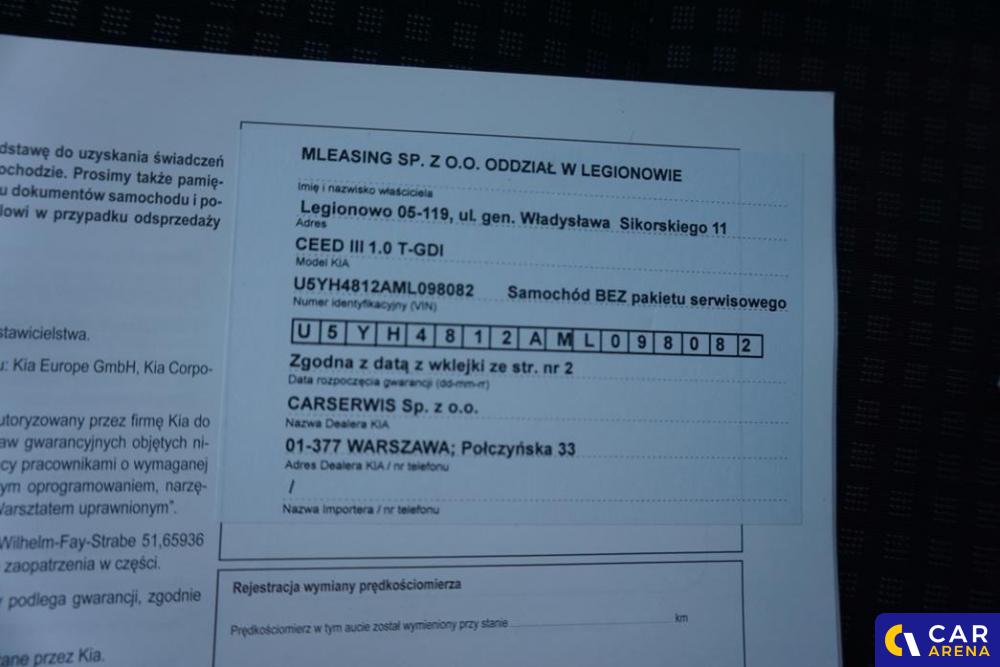 dstawę do uzyskania świadczeń
ochodzie. Prosimy także pamię-
u dokumentów samochodu i po-
lowi w przypadku odsprzedaży
stawicielstwa.
u: Kia Europe GmbH, Kia Corpo-
utoryzowany przez firmę Kia do
aw gwarancyjnych objętych ni-
cy pracownikami o wymaganej
ym oprogramowaniem, narzę-
Warsztatem uprawnionym”.
Wilhelm-Fay-Strabe 51,65936
zaopatrzenia w części.
podlega gwarancji, zgodnie
ane przez Kia.
MLEASING SP. Z O.O. ODDZIAŁ W LEGIONOWIE
Imię i nazwisko właściciela
Legionowo 05-119, ul. gen. Władysława Sikorskiego 11
Adres
CEED III 1.0 T-GDI
Model KIA
U5YH4812AML098082 Samochód BEZ pakietu serwisowego
Numer identyfikacyjny (VIN)
U 5 Y H 4 8 1 2 A M L 0 9 8 0 8 2
Zgodna z datą z wklejki ze str. nr 2
Data rozpoczęcia gwarancji (dd-mm-rr)
CARSERWIS Sp. z o.o.
Nazwa Dealera KIA
01-377 WARSZAWA; Połczyńska 33
Adres Dealera KIA / nr telefonu
/
Nazwa Importera / nr telefonu
Rejestracja wymiany prędkościomierza
Prędkościomierz w tym aucie został wymieniony przy stanie km
CAR
ARENA